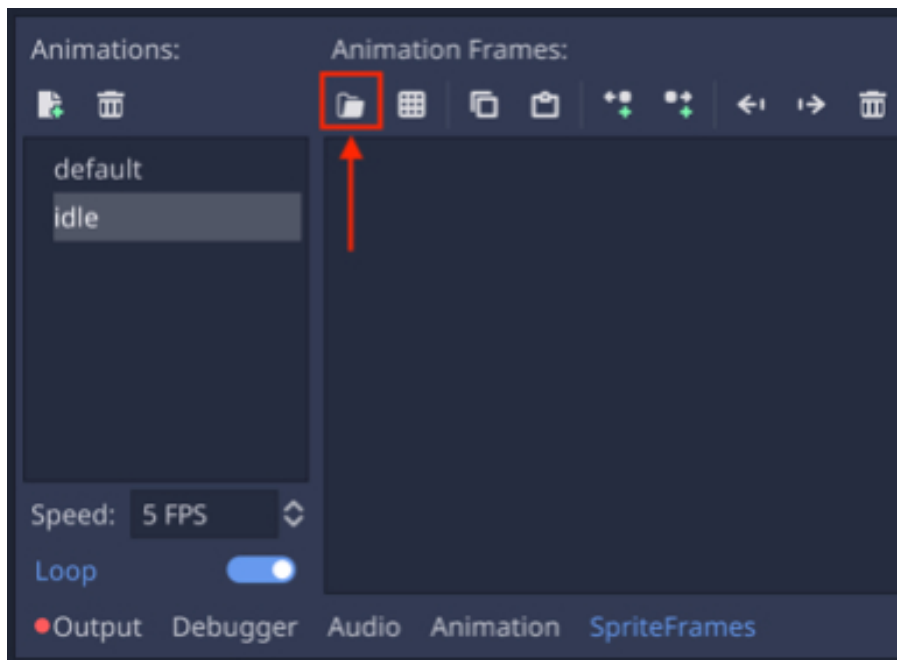 Animations:
Animation Frames:
default
idle
Speed: 5 FPS
Loop
Output Debugger Audio Animation SpriteFrames